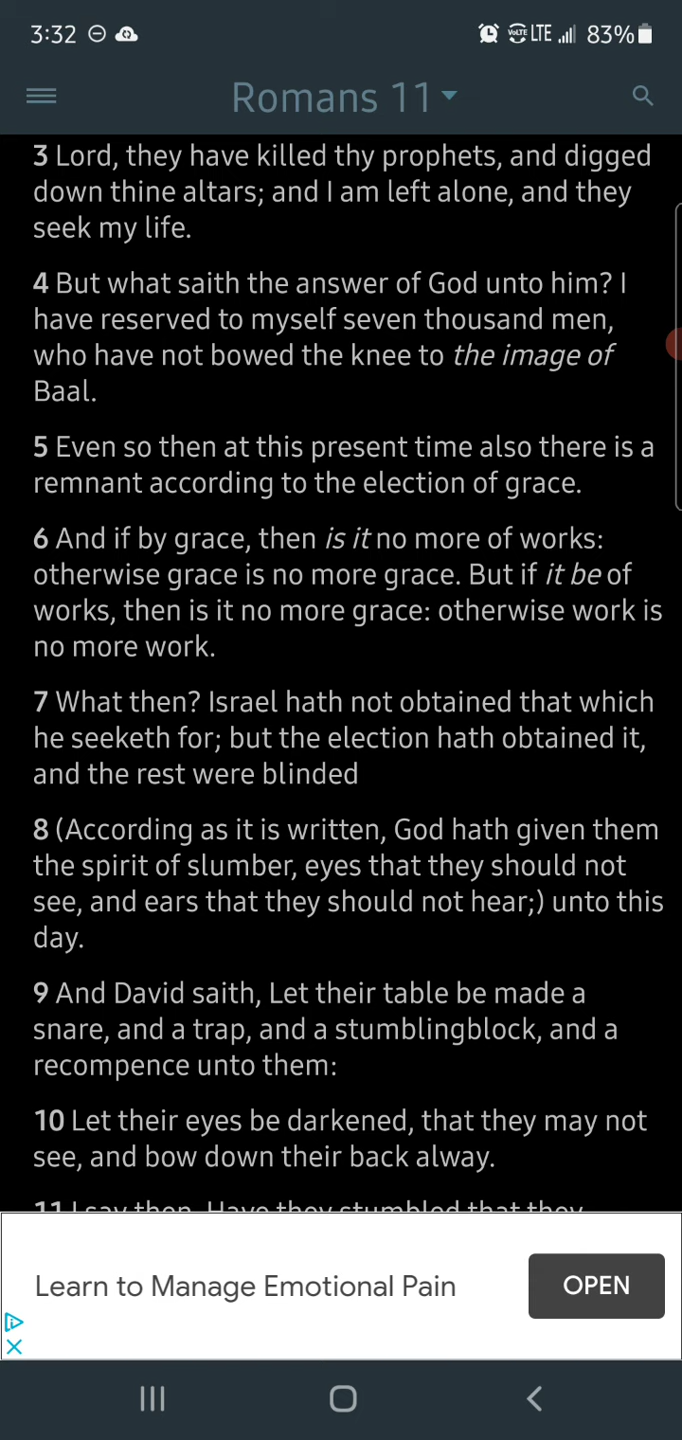 3:32
LTE 83%
Romans 11
3 Lord, they have killed thy prophets, and digged
down thine altars; and I am left alone, and they
seek my life.
4 But what saith the answer of God unto him? I
have reserved to myself seven thousand men,
who have not bowed the knee to the image of
Baal.
5 Even so then at this present time also there is a
remnant according to the election of grace.
6 And if by grace, then is it no more of works:
otherwise grace is no more grace. But if it be of
works, then is it no more grace: otherwise work is
no more work.
7 What then? Israel hath not obtained that which
he seeketh for; but the election hath obtained it,
and the rest were blinded
8 (According as it is written, God hath given them
the spirit of slumber, eyes that they should not
see, and ears that they should not hear;) unto this
day.
9 And David saith, Let their table be made a
snare, and a trap, and a stumblingblock, and a
recompence unto them:
10 Let their eyes be darkened, that they may not
see, and bow down their back alway.
11 I say then, Have they stumbled that they
Learn to Manage Emotional Pain
OPEN